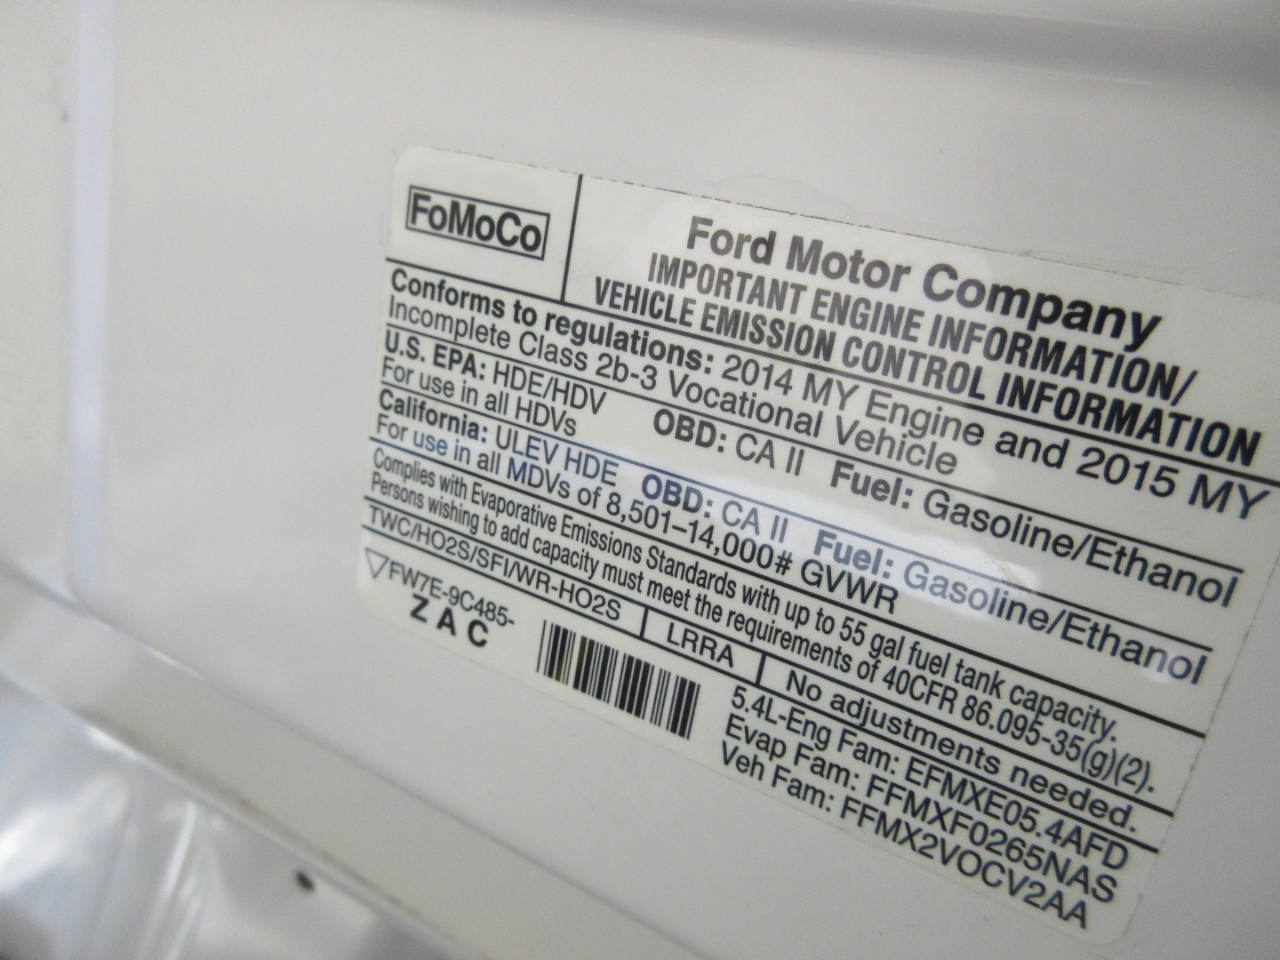 FoMoCo
Ford Motor Company
IMPORTANT ENGINE INFORMATION/
VEHICLE EMISSION CONTROL INFORMATION
Conforms to regulations: 2014 MY Engine and 2015 MY
Incomplete Class 2b-3 Vocational Vehicle
U.S. EPA: HDE/HDV OBD: CA II Fuel: Gasoline/Ethanol
For use in all HDVs
California: ULEV HDE OBD: CA II Fuel: Gasoline/Ethanol
For use in all MDVs of 8,501–14,000# GVWR
Complies with Evaporative Emissions Standards with up to 55 gal fuel tank capacity.
Persons wishing to add capacity must meet the requirements of 40CFR 86.095-35(g)(2).
TWC/HO2S/SFI/WR-HO2S LRRA No adjustments needed.
FW7E-9C485-
ZAC
5.4L-Eng Fam: EFMXE05.4AFD
Evap Fam: FFMXF0265NAS
Veh Fam: FFMX2VOCV2AA